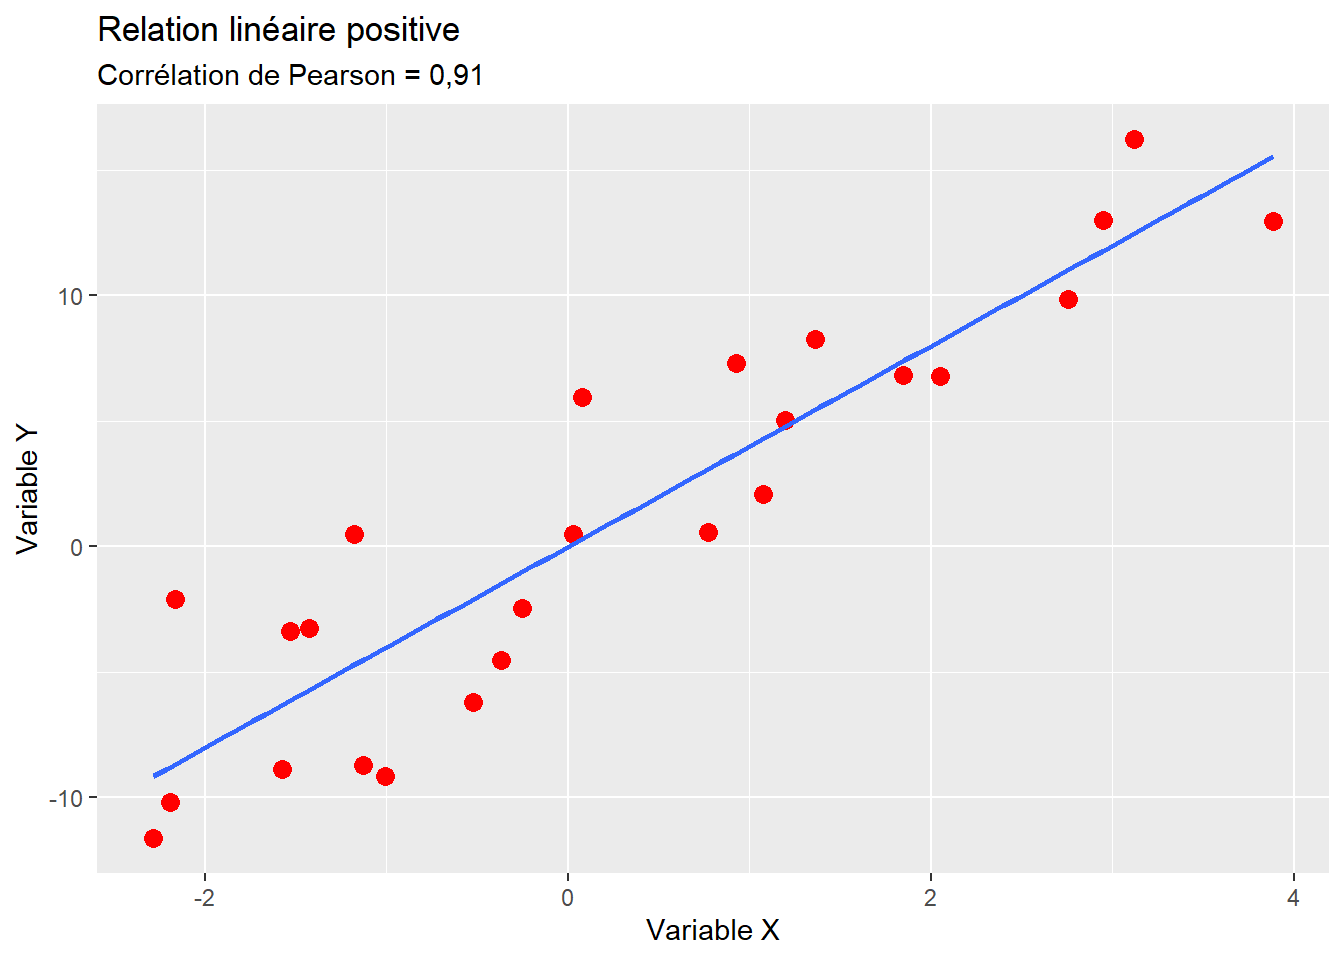 Relation linéaire positive
Corrélation de Pearson = 0,91
Variable Y
10
0
-10
-2
0
2
4
Variable X